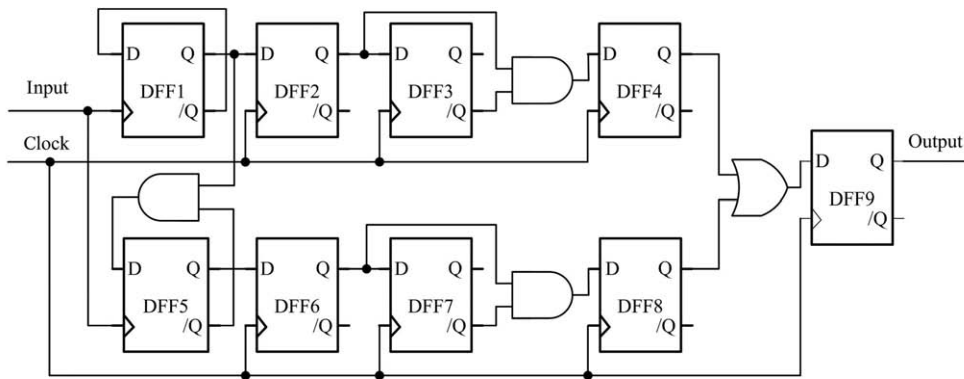 D Q D Q D Q D Q
DFF1 DFF2 DFF3 DFF4
Input
/Q /Q /Q /Q
Clock
Output
D Q
DFF9
/Q
D Q D Q D Q D Q
DFF5 DFF6 DFF7 DFF8
/Q /Q /Q /Q